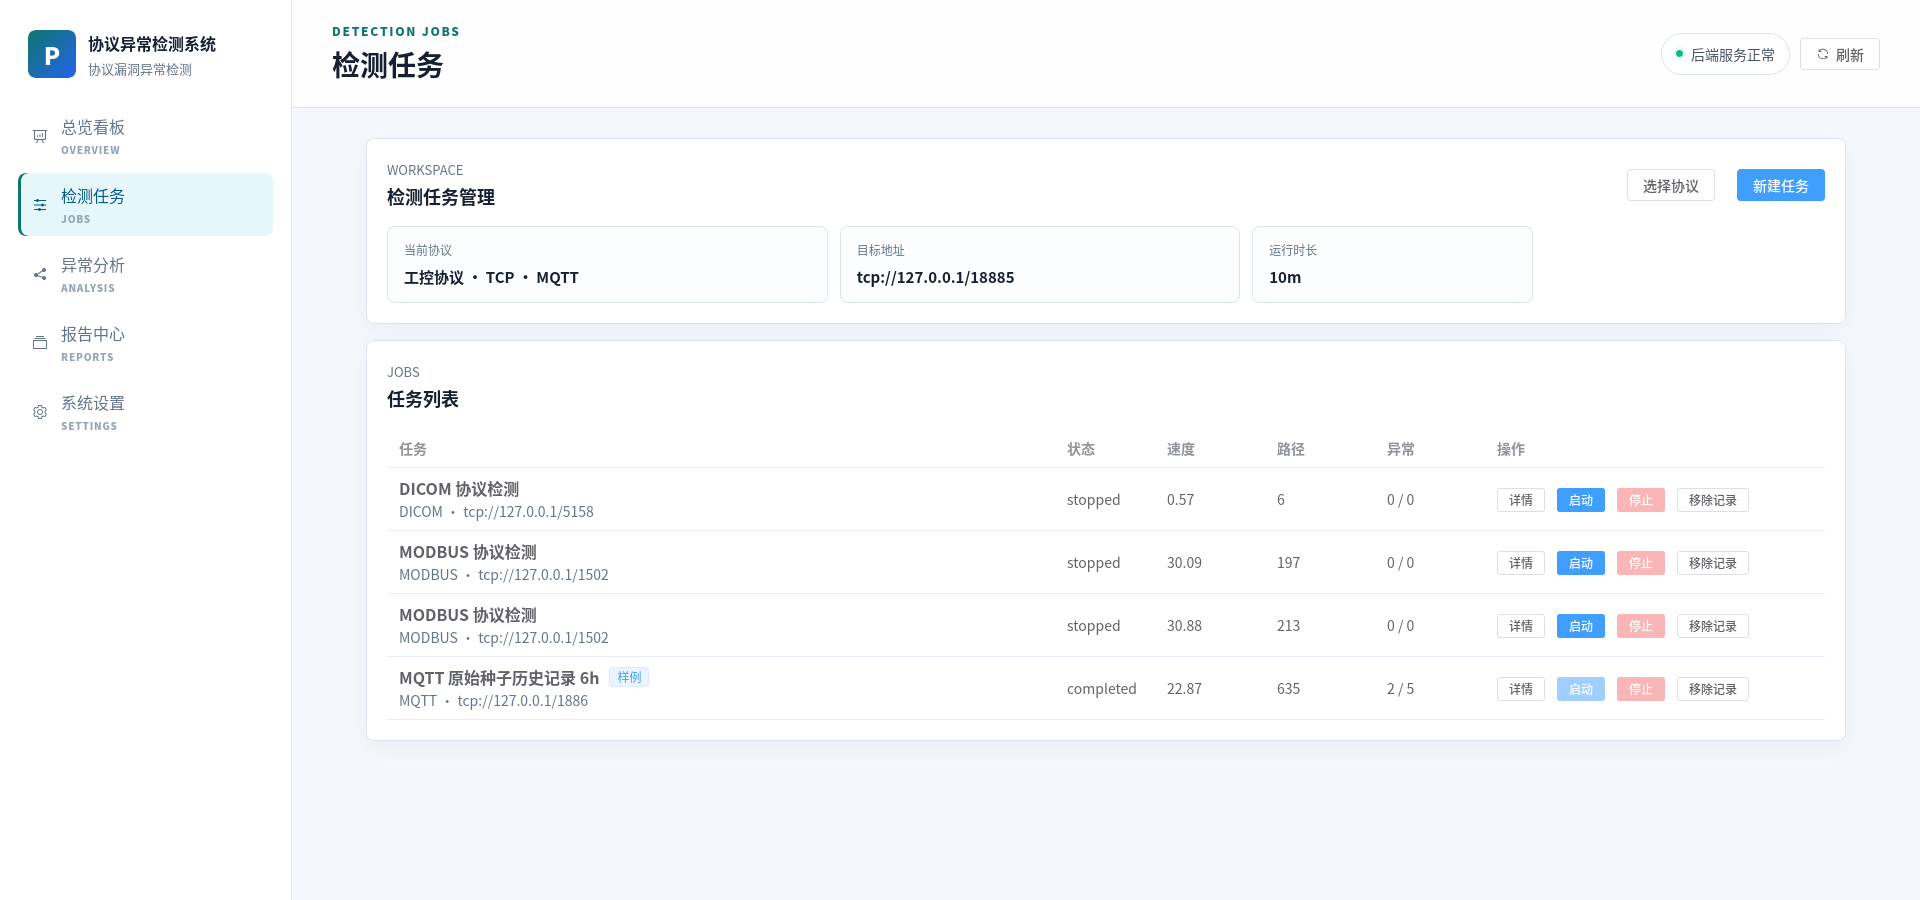 P
协议异常检测系统
协议漏洞异常检测
总览看板
OVERVIEW
检测任务
JOBS
异常分析
ANALYSIS
报告中心
REPORTS
系统设置
SETTINGS
DETECTION JOBS
检测任务
后端服务正常
刷新
WORKSPACE
检测任务管理
选择协议
新建任务
当前协议
工控协议 · TCP · MQTT
目标地址
tcp://127.0.0.1/18885
运行时长
10m
JOBS
任务列表
任务 状态 速度 路径 异常 操作
DICOM 协议检测
DICOM · tcp://127.0.0.1/5158
stopped 0.57 6 0 / 0 详情 启动 停止 移除记录
MODBUS 协议检测
MODBUS · tcp://127.0.0.1/1502
stopped 30.09 197 0 / 0 详情 启动 停止 移除记录
MODBUS 协议检测
MODBUS · tcp://127.0.0.1/1502
stopped 30.88 213 0 / 0 详情 启动 停止 移除记录
MQTT 原始种子历史记录 6h 样例
MQTT · tcp://127.0.0.1/1886
completed 22.87 635 2 / 5 详情 启动 停止 移除记录